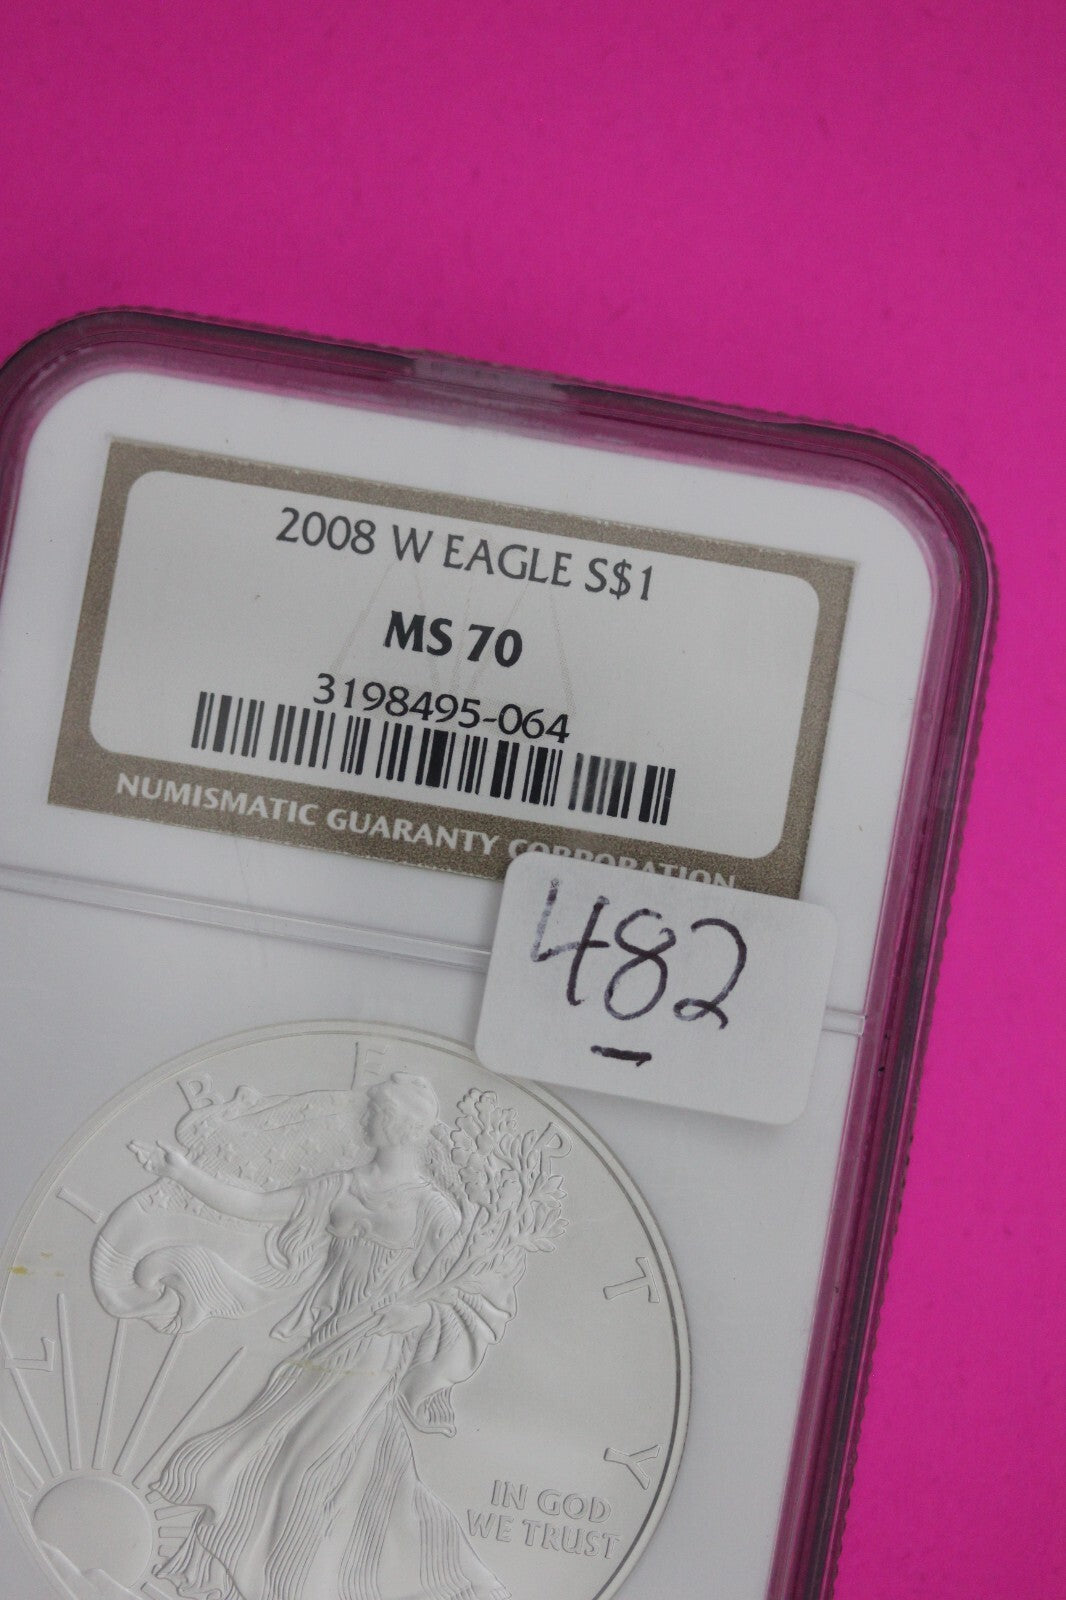 2008 W EAGLE S$1
MS 70
3198495-064
NUMISMATIC GUARANTY CORPORATION
482
LIBERTY
IN GOD
WE TRUST